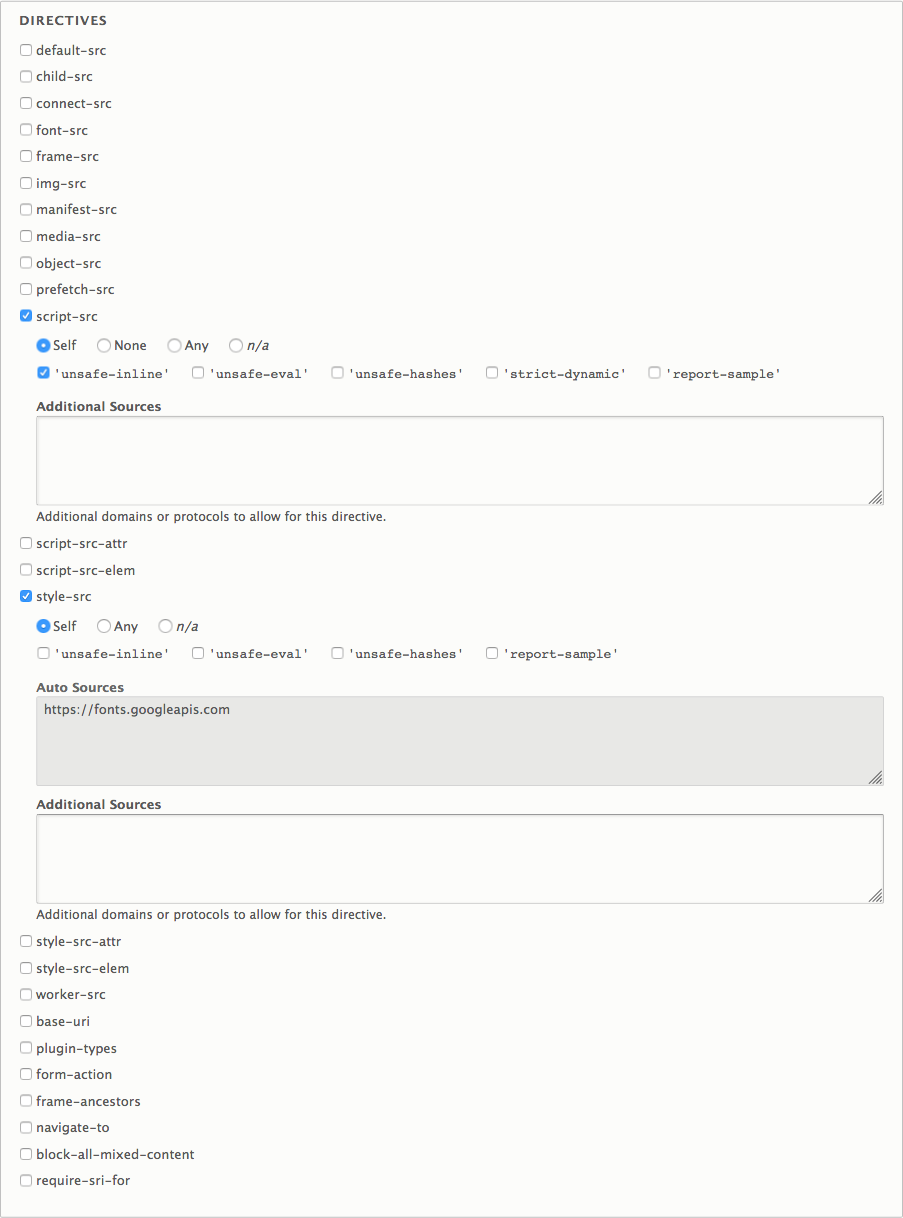 DIRECTIVES
default-src
child-src
connect-src
font-src
frame-src
img-src
manifest-src
media-src
object-src
prefetch-src
script-src
Self None Any n/a
'unsafe-inline' 'unsafe-eval' 'unsafe-hashes' 'strict-dynamic' 'report-sample'
Additional Sources
Additional domains or protocols to allow for this directive.
script-src-attr
script-src-elem
style-src
Self Any n/a
'unsafe-inline' 'unsafe-eval' 'unsafe-hashes' 'report-sample'
Auto Sources
https://fonts.googleapis.com
Additional Sources
Additional domains or protocols to allow for this directive.
style-src-attr
style-src-elem
worker-src
base-uri
plugin-types
form-action
frame-ancestors
navigate-to
block-all-mixed-content
require-sri-for